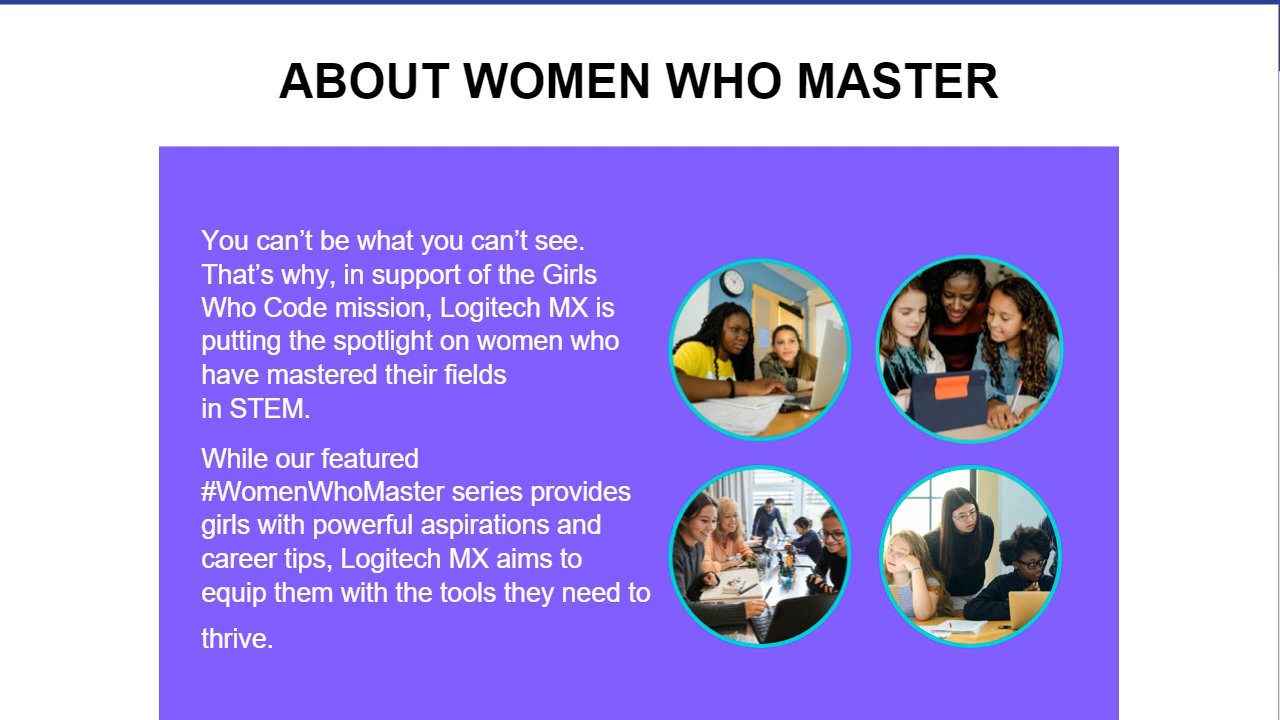 ABOUT WOMEN WHO MASTER
You can’t be what you can’t see.
That’s why, in support of the Girls
Who Code mission, Logitech MX is
putting the spotlight on women who
have mastered their fields
in STEM.
While our featured
#WomenWhoMaster series provides
girls with powerful aspirations and
career tips, Logitech MX aims to
equip them with the tools they need to
thrive.